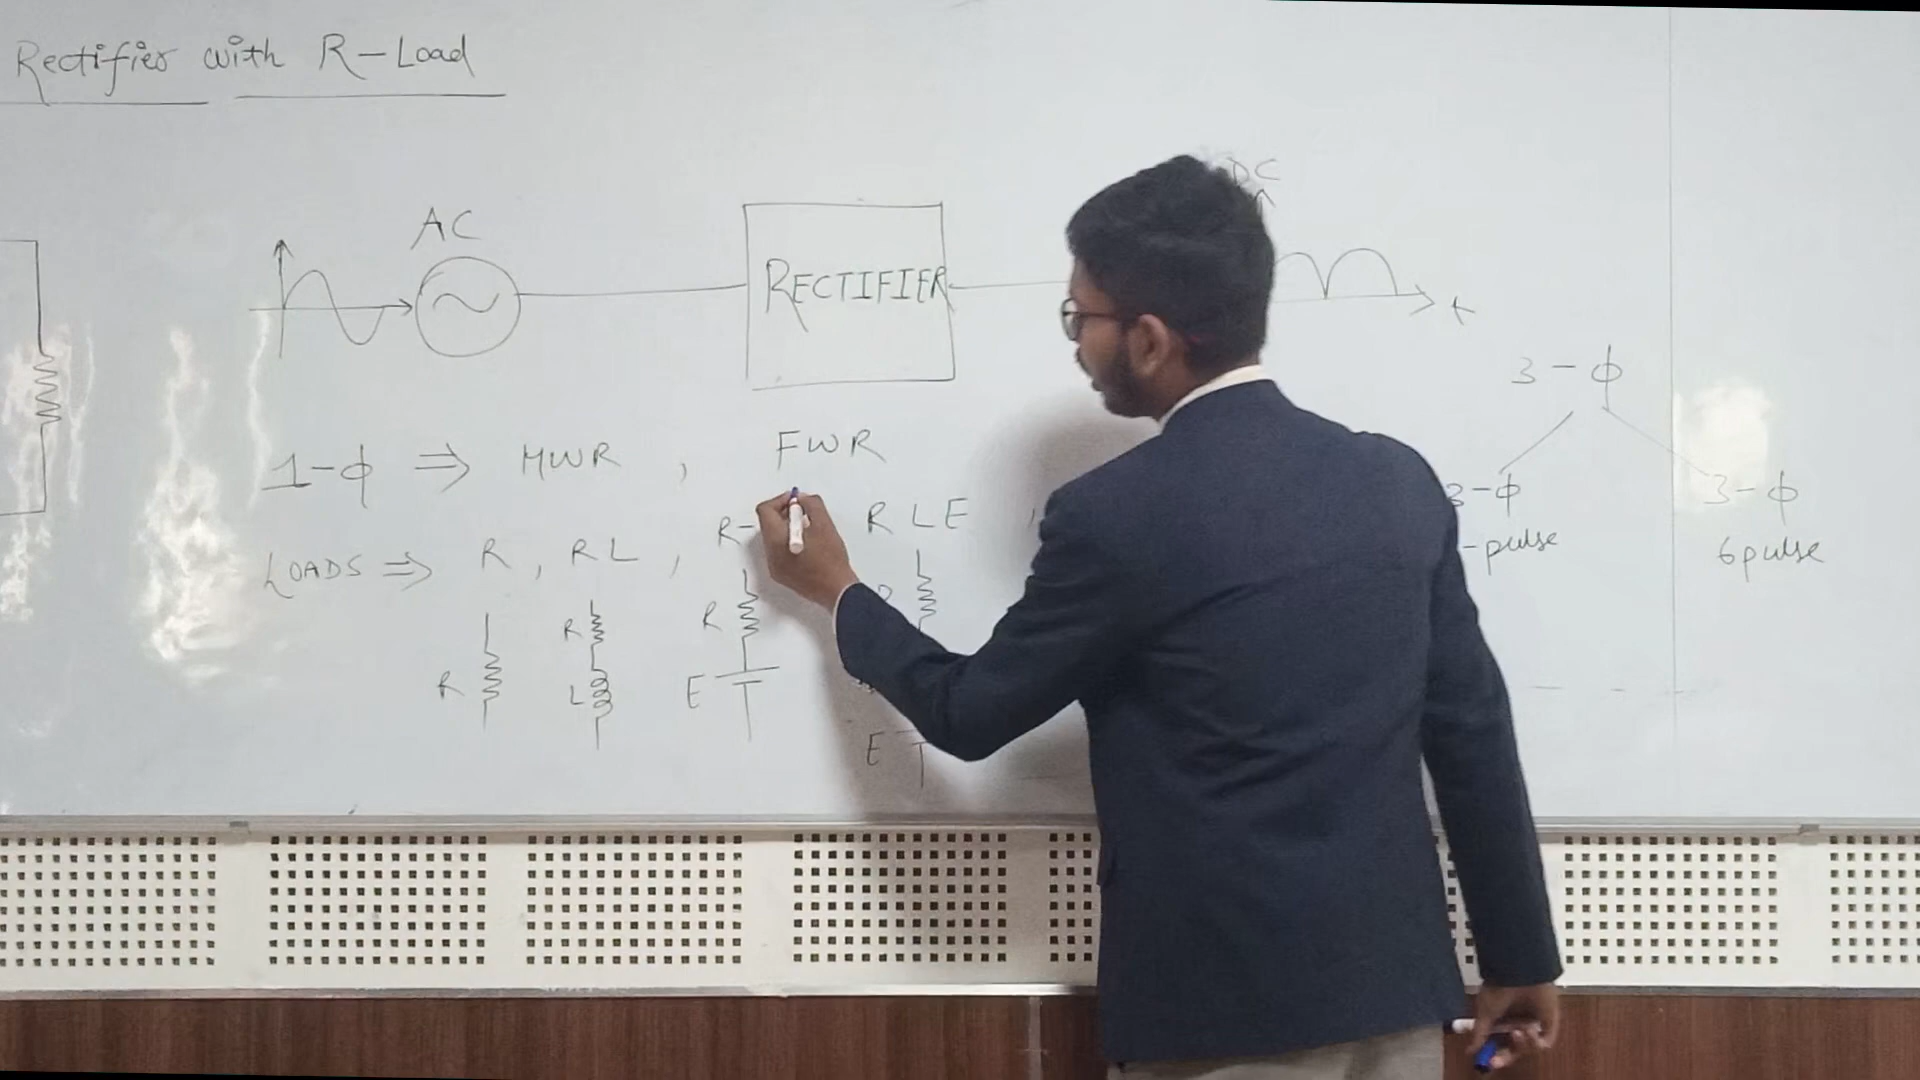 Rectifier with R-Load
AC
DC
RECTIFIER
t
3-ϕ
1-ϕ ⇒ HWR , FWR
3-ϕ
-pulse
3-ϕ
6pulse
LOADS ⇒ R , RL , R- RLE ,
R
R
L
R
E
E